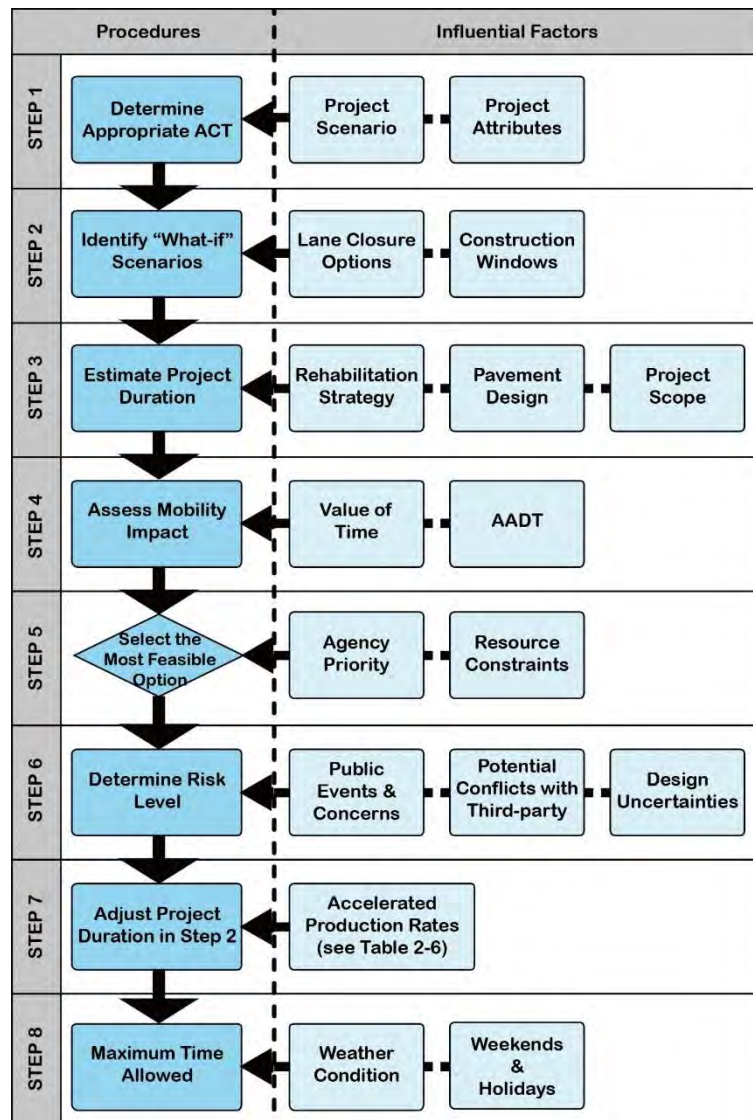 Procedures
Influential Factors
STEP 1
Determine
Appropriate ACT
Project
Scenario
Project
Attributes
STEP 2
Identify “What-if”
Scenarios
Lane Closure
Options
Construction
Windows
STEP 3
Estimate Project
Duration
Rehabilitation
Strategy
Pavement
Design
Project
Scope
STEP 4
Assess Mobility
Impact
Value of
Time
AADT
STEP 5
Select the
Most Feasible
Option
Agency
Priority
Resource
Constraints
STEP 6
Determine Risk
Level
Public
Events &
Concerns
Potential
Conflicts with
Third-party
Design
Uncertainties
STEP 7
Adjust Project
Duration in Step 2
Accelerated
Production Rates
(see Table 2-6)
STEP 8
Maximum Time
Allowed
Weather
Condition
Weekends
&
Holidays